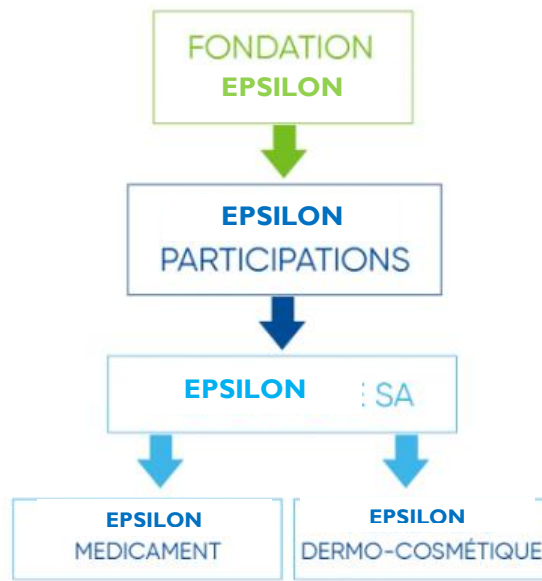 FONDATION
EPSILON
EPSILON
PARTICIPATIONS
EPSILON : SA
EPSILON
MEDICAMENT
EPSILON
DERMO-COSMÉTIQUE